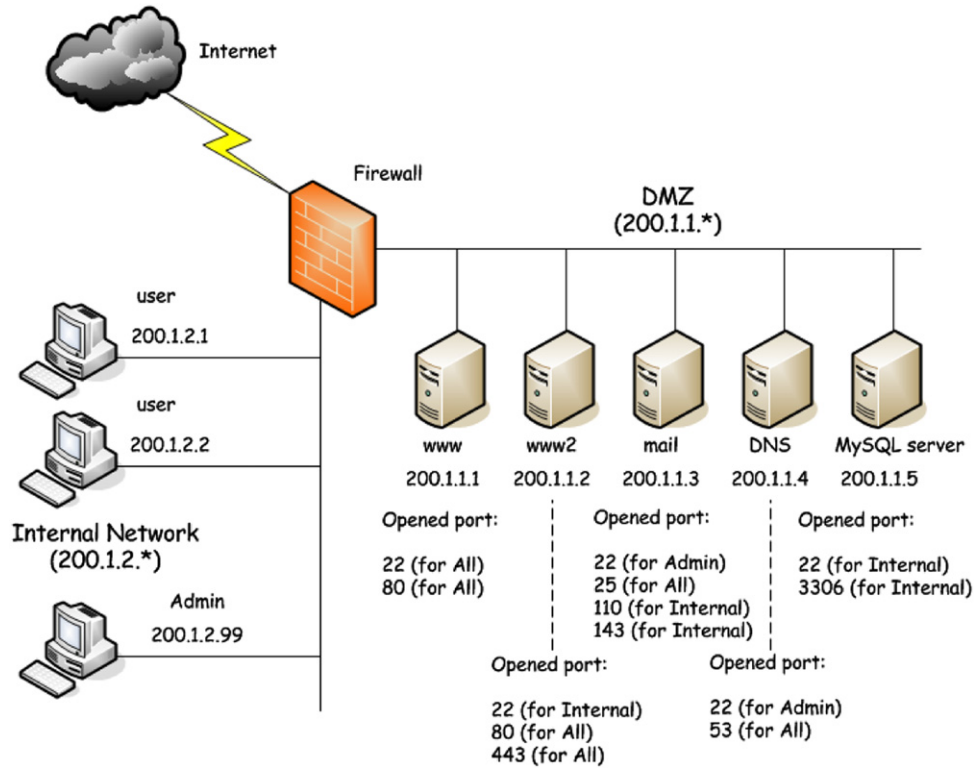 Internet
Firewall
DMZ
(200.1.1.*)
user
200.1.2.1
user
200.1.2.2
Internal Network
(200.1.2.*)
Admin
200.1.2.99
www
200.1.1.1
Opened port:
22 (for All)
80 (for All)
www2
200.1.1.2
Opened port:
22 (for Internal)
80 (for All)
443 (for All)
mail
200.1.1.3
Opened port:
22 (for Admin)
25 (for All)
110 (for Internal)
143 (for Internal)
DNS
200.1.1.4
Opened port:
22 (for Admin)
53 (for All)
MySQL server
200.1.1.5
Opened port:
22 (for Internal)
3306 (for Internal)